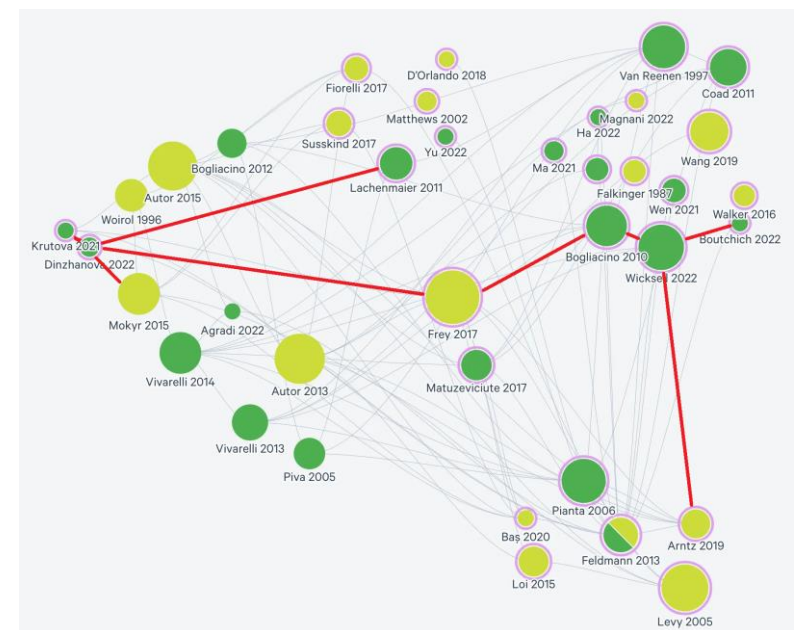 Van Reenen 1997
D'Orlando 2018
Fiorelli 2017
Coad 2011
Matthews 2002
Magnani 2022
Ha 2022
Susskind 2017
Yu 2022
Wang 2019
Bogliacino 2012
Ma 2021
Lachenmaier 2011
Falkinger 1987
Autor 2015
Wen 2021
Walker 2016
Woirol 1996
Boutchich 2022
Krutova 2021
Bogliacino 2010
Dinzhanova 2022
Wicksell 2022
Mokyr 2015
Agradi 2022
Frey 2017
Vivarelli 2014
Autor 2013
Matuzeviciute 2017
Vivarelli 2013
Piva 2005
Pianta 2006
Baş 2020
Arntz 2019
Feldmann 2013
Loi 2015
Levy 2005